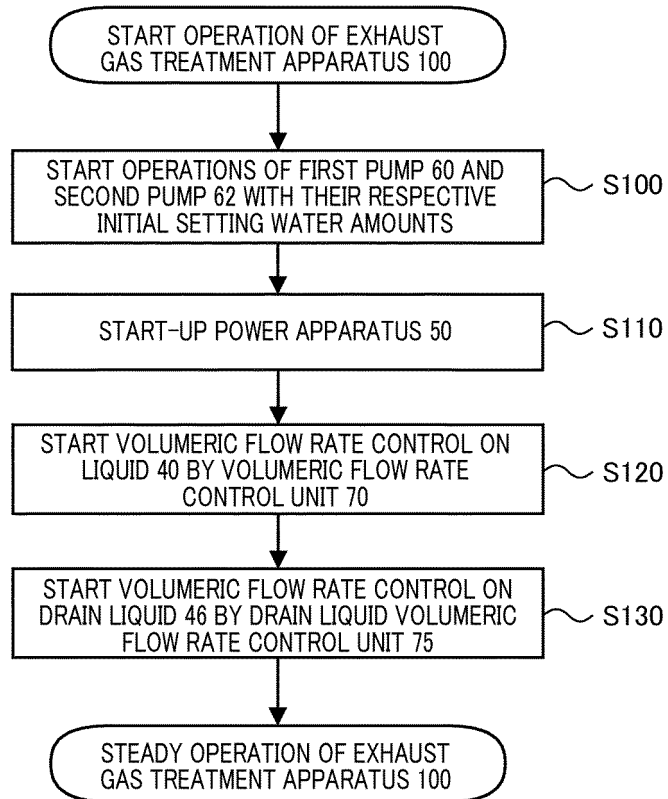 START OPERATION OF EXHAUST
GAS TREATMENT APPARATUS 100
START OPERATIONS OF FIRST PUMP 60 AND
SECOND PUMP 62 WITH THEIR RESPECTIVE
INITIAL SETTING WATER AMOUNTS
S100
START-UP POWER APPARATUS 50
S110
START VOLUMERIC FLOW RATE CONTROL ON
LIQUID 40 BY VOLUMERIC FLOW RATE
CONTROL UNIT 70
S120
START VOLUMERIC FLOW RATE CONTROL ON
DRAIN LIQUID 46 BY DRAIN LIQUID VOLUMERIC
FLOW RATE CONTROL UNIT 75
S130
STEADY OPERATION OF EXHAUST
GAS TREATMENT APPARATUS 100